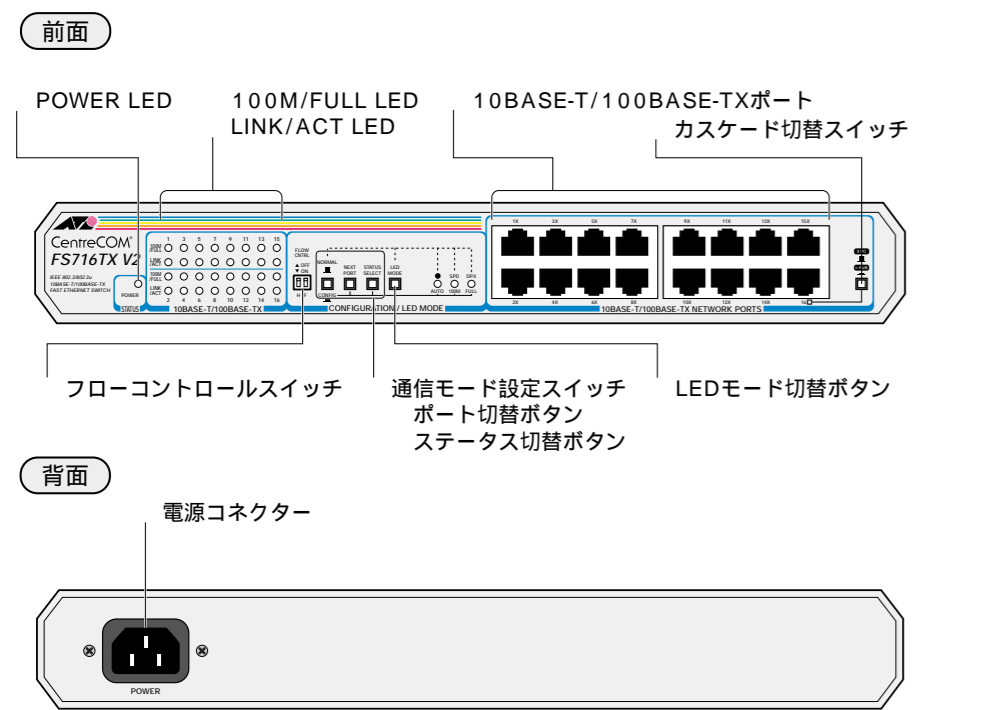 前面
POWER LED
100M/FULL LED
LINK/ACT LED
10BASE-T/100BASE-TXポート
カスケード切替スイッチ
CentreCOM®
FS716TX V2
IEEE 802.3/802.3u
10BASE-T/100BASE-TX
FAST ETHERNET SWITCH
POWER
STATUS
1 3 5 7 9 11 13 15
100M /FULL
LINK /ACT
100M /FULL
LINK /ACT
2 4 6 8 10 12 14 16
10BASE-T/100BASE-TX
FLOW CNTRL
▲ OFF
▼ ON
H F
NORMAL
CONFIG
NEXT PORT
STATUS SELECT
LED MODE
SPD DPX
AUTO 100M FULL
CONFIGURATION / LED MODE
1X 3X 5X 7X 9X 11X 13X 15X
2X 4X 6X 8X 10X 12X 14X 16
10BASE-T/100BASE-TX NETWORK PORTS
フローコントロールスイッチ
通信モード設定スイッチ
ポート切替ボタン
ステータス切替ボタン
LEDモード切替ボタン
背面
電源コネクター
POWER